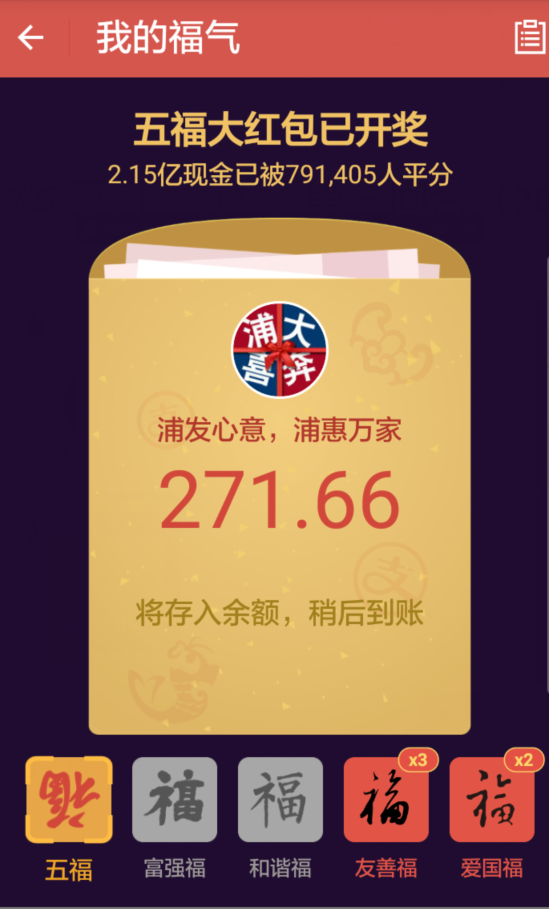 我的福气
五福大红包已开奖
2.15亿现金已被791,405人平分
浦大
喜奔
浦发心意，浦惠万家
271.66
将存入余额，稍后到账
福 福 福 福 福
x3 x2
五福 富强福 和谐福 友善福 爱国福